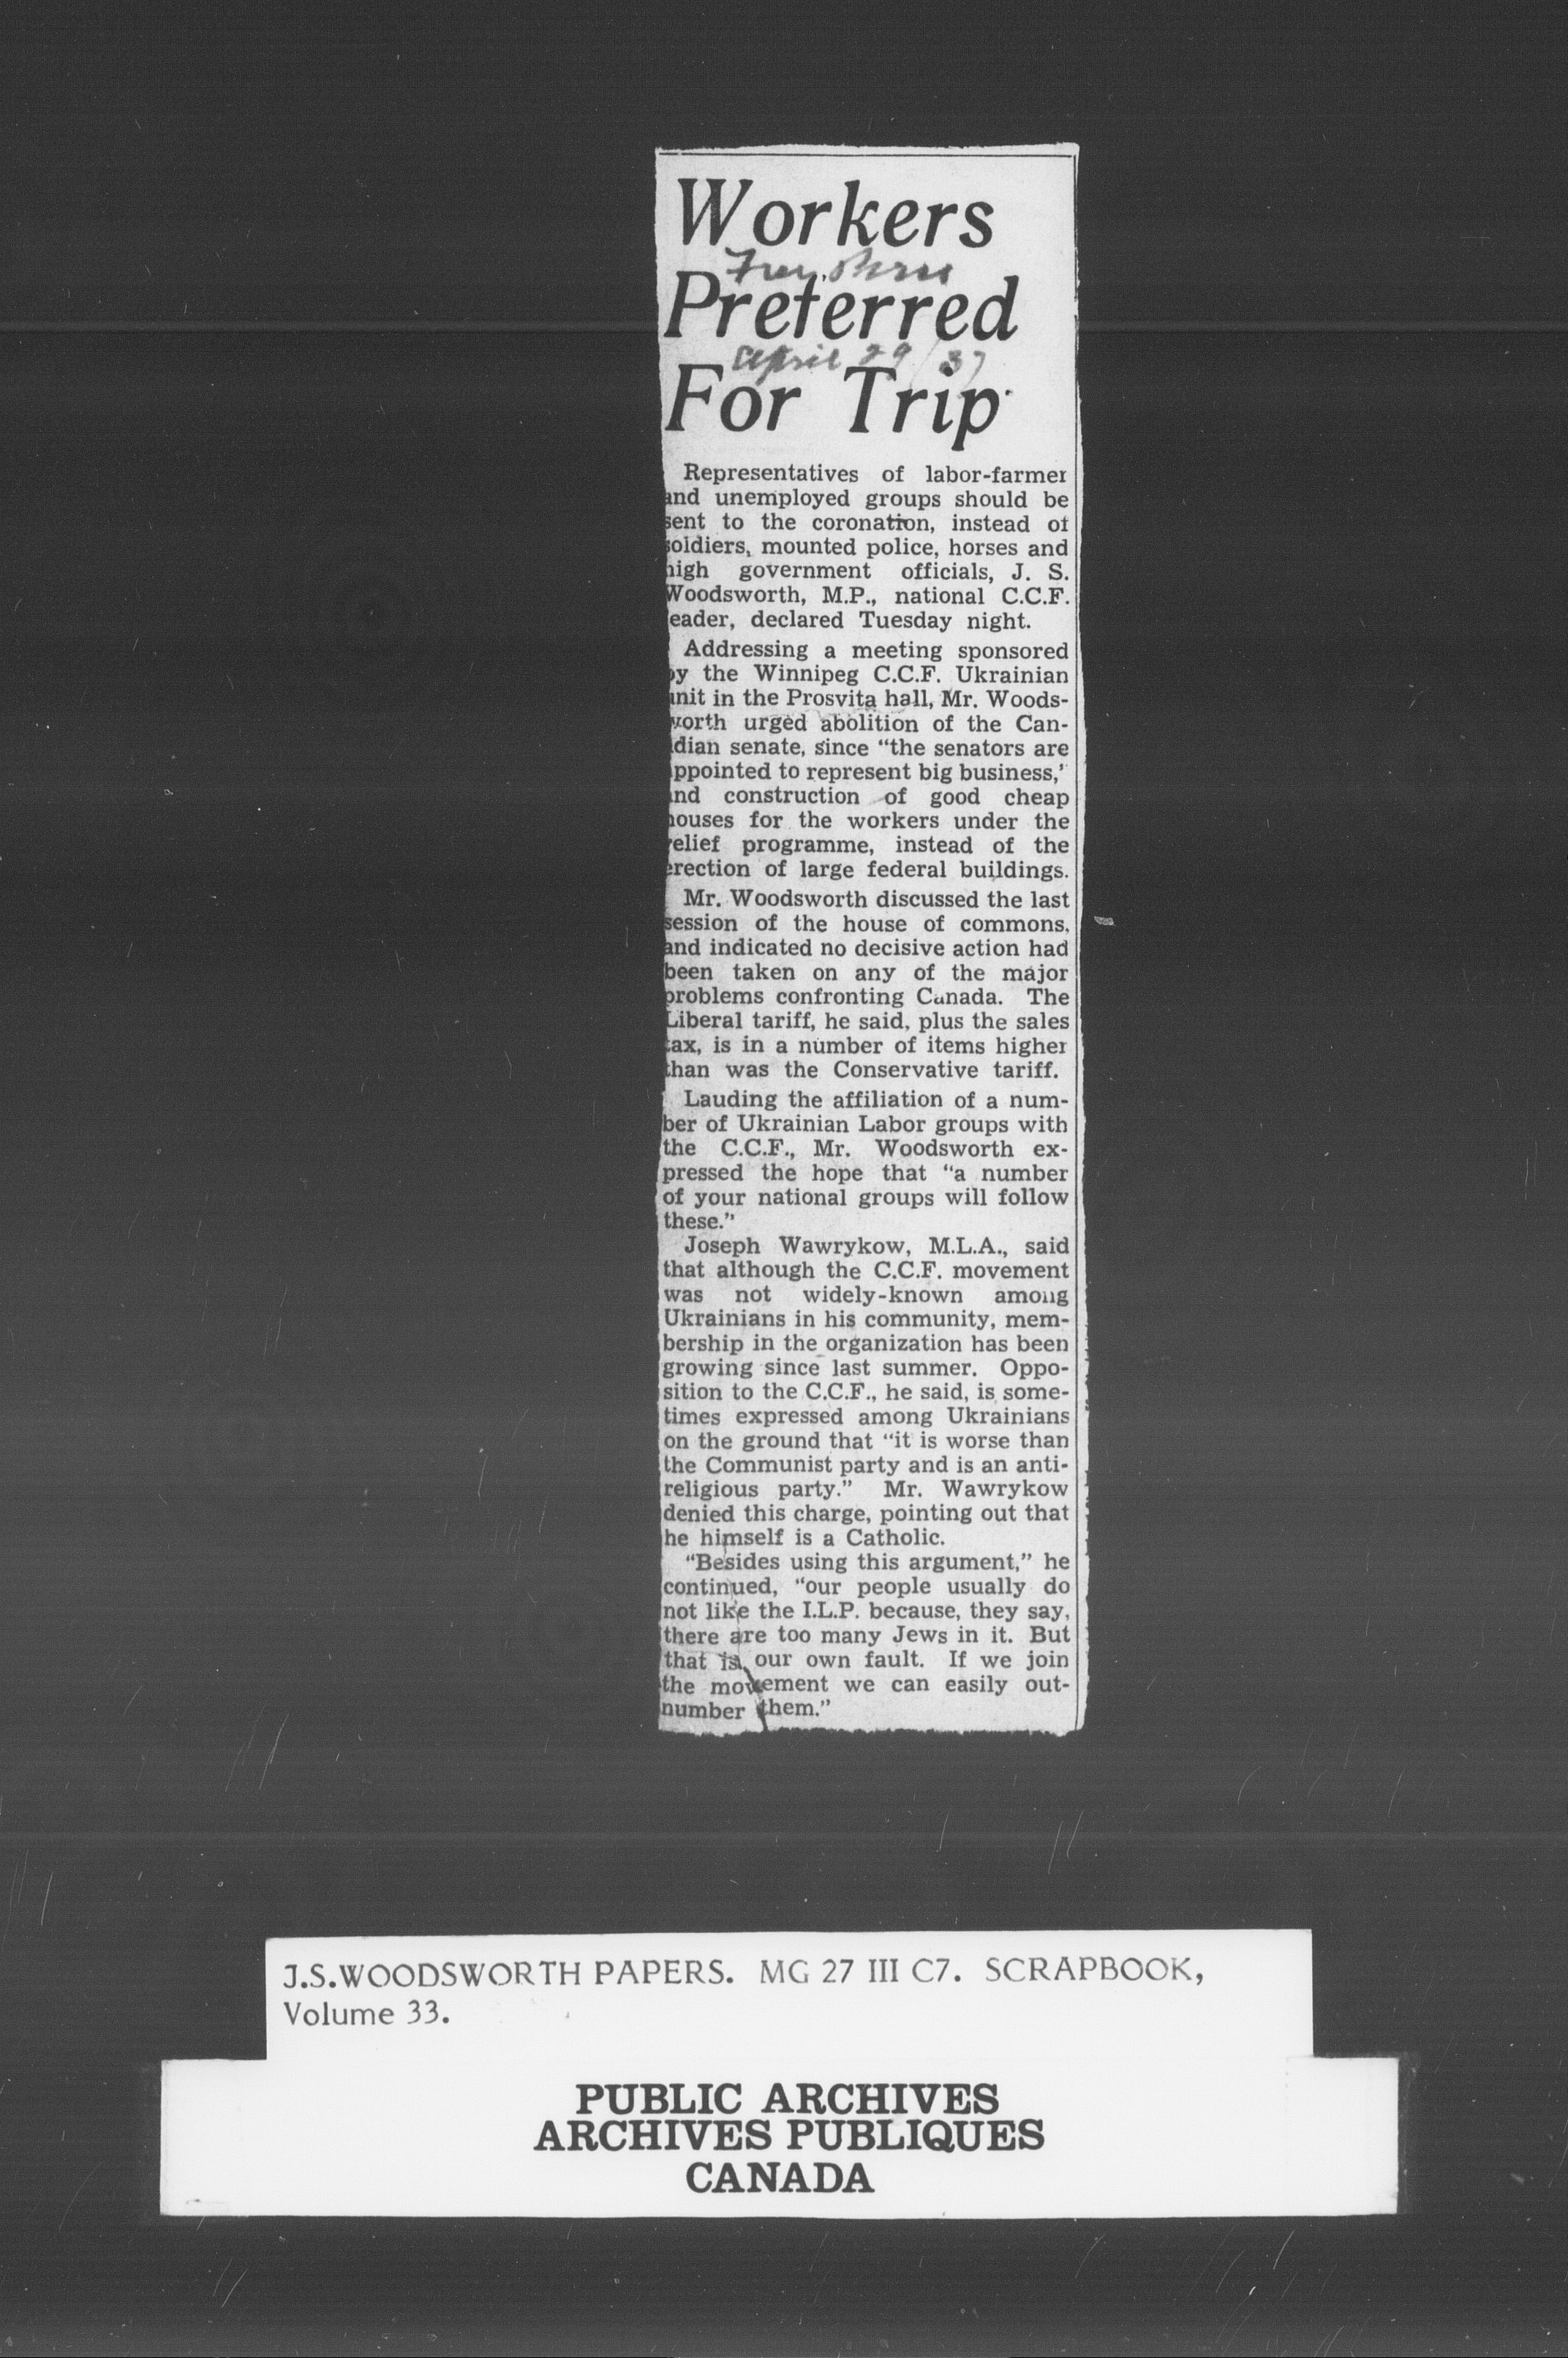 Workers
Free Press
Preferred
April 29/37
For Trip
Representatives of labor-farmer
and unemployed groups should be
sent to the coronation, instead of
soldiers, mounted police, horses and
high government officials, J. S.
Woodsworth, M.P., national C.C.F.
leader, declared Tuesday night.
Addressing a meeting sponsored
by the Winnipeg C.C.F. Ukrainian
unit in the Prosvita hall, Mr. Woods-
worth urged abolition of the Can-
adian senate, since “the senators are
appointed to represent big business,”
and construction of good cheap
houses for the workers under the
relief programme, instead of the
erection of large federal buildings.
Mr. Woodsworth discussed the last
session of the house of commons,
and indicated no decisive action had
been taken on any of the major
problems confronting Canada. The
Liberal tariff, he said, plus the sales
tax, is in a number of items higher
than was the Conservative tariff.
Lauding the affiliation of a num-
ber of Ukrainian Labor groups with
the C.C.F., Mr. Woodsworth ex-
pressed the hope that “a number
of your national groups will follow
these.”
Joseph Wawrykow, M.L.A., said
that although the C.C.F. movement
was not widely-known among
Ukrainians in his community, mem-
bership in the organization has been
growing since last summer. Oppo-
sition to the C.C.F., he said, is some-
times expressed among Ukrainians
on the ground that “it is worse than
the Communist party and is an anti-
religious party.” Mr. Wawrykow
denied this charge, pointing out that
he himself is a Catholic.
“Besides using this argument,” he
continued, “our people usually do
not like the I.L.P. because, they say,
there are too many Jews in it. But
that is our own fault. If we join
the movement we can easily out-
number them.”
J.S.WOODSWORTH PAPERS. MG 27 III C7. SCRAPBOOK,
Volume 33.
PUBLIC ARCHIVES
ARCHIVES PUBLIQUES
CANADA